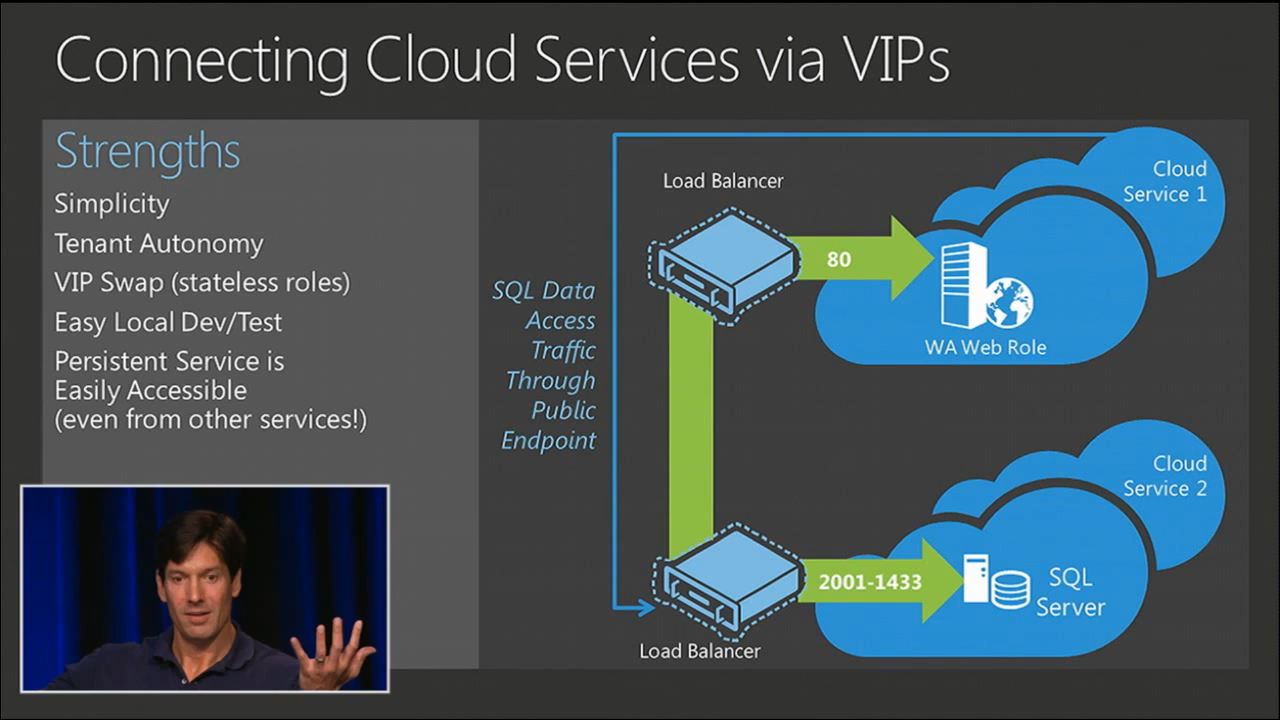 Connecting Cloud Services via VIPs
Strengths
Simplicity
Tenant Autonomy
VIP Swap (stateless roles)
Easy Local Dev/Test
Persistent Service is
Easily Accessible
(even from other services!)
SQL Data
Access
Traffic
Through
Public
Endpoint
Load Balancer
80
Cloud
Service 1
WA Web Role
Cloud
Service 2
2001-1433
SQL
Server
Load Balancer